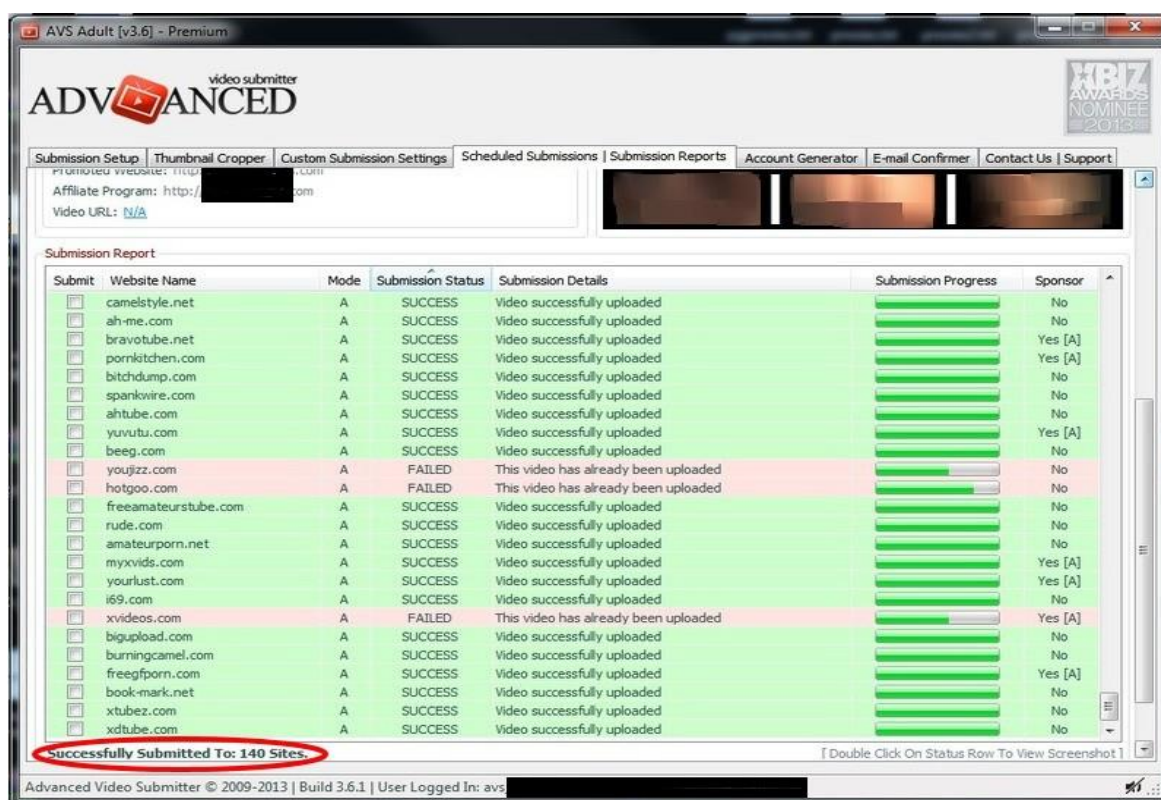 AVS Adult [v3.6] - Premium
video submitter
ADVANCED
XBIZ
AWARDS
NOMINEE
2013
Submission Setup Thumbnail Cropper Custom Submission Settings Scheduled Submissions | Submission Reports Account Generator E-mail Confirmer Contact Us | Support
Promoted Website: http: .com
Affiliate Program: http:/ com
Video URL: N/A
Submission Report
Submit Website Name Mode Submission Status Submission Details Submission Progress Sponsor
camelstyle.net A SUCCESS Video successfully uploaded No
ah-me.com A SUCCESS Video successfully uploaded No
bravotube.net A SUCCESS Video successfully uploaded Yes [A]
pornkitchen.com A SUCCESS Video successfully uploaded Yes [A]
bitchdump.com A SUCCESS Video successfully uploaded No
spankwire.com A SUCCESS Video successfully uploaded No
ahtube.com A SUCCESS Video successfully uploaded No
yuvutu.com A SUCCESS Video successfully uploaded Yes [A]
beeg.com A SUCCESS Video successfully uploaded No
youjizz.com A FAILED This video has already been uploaded No
hotgoo.com A FAILED This video has already been uploaded No
freeamateurstube.com A SUCCESS Video successfully uploaded No
rude.com A SUCCESS Video successfully uploaded No
amateurporn.net A SUCCESS Video successfully uploaded No
myxvids.com A SUCCESS Video successfully uploaded Yes [A]
yourlust.com A SUCCESS Video successfully uploaded Yes [A]
i69.com A SUCCESS Video successfully uploaded No
xvideos.com A FAILED This video has already been uploaded Yes [A]
bigupload.com A SUCCESS Video successfully uploaded No
burningcamel.com A SUCCESS Video successfully uploaded No
freegfporn.com A SUCCESS Video successfully uploaded Yes [A]
book-mark.net A SUCCESS Video successfully uploaded No
xtubez.com A SUCCESS Video successfully uploaded No
xdtube.com A SUCCESS Video successfully uploaded No
Successfully Submitted To: 140 Sites. [ Double Click On Status Row To View Screenshot ]
Advanced Video Submitter © 2009-2013 | Build 3.6.1 | User Logged In: avs